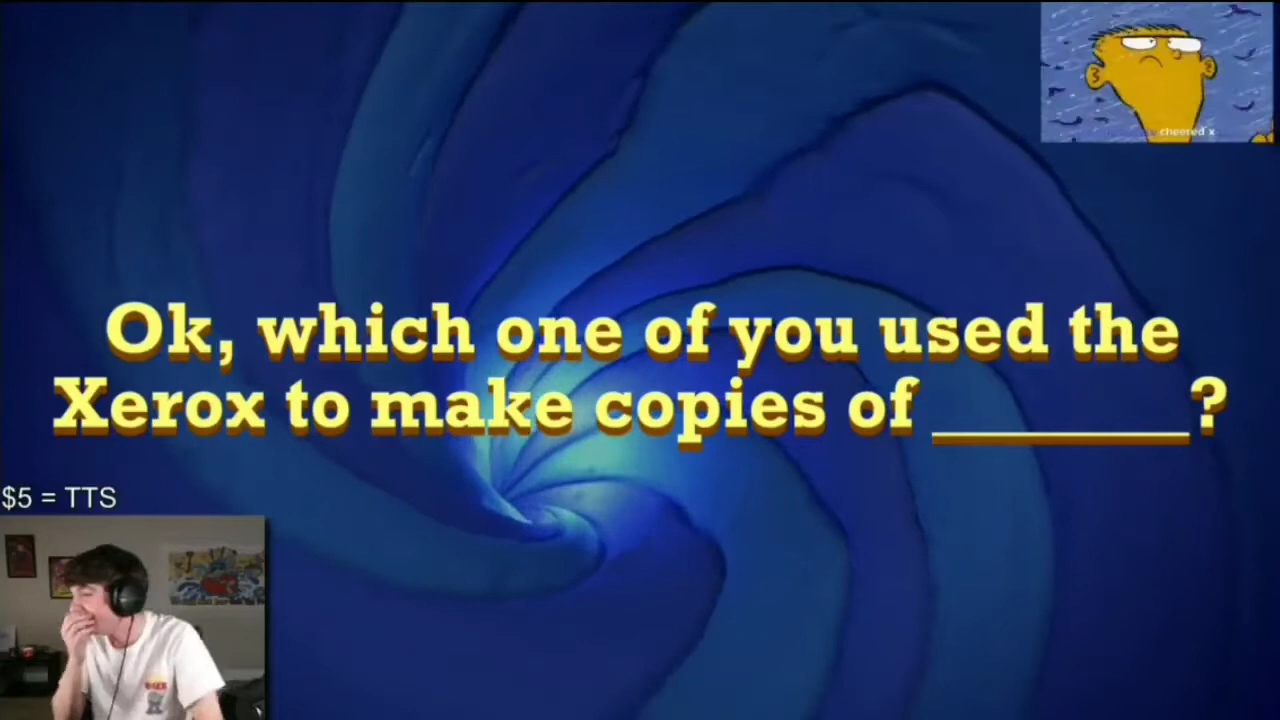 cheered x
Ok, which one of you used the
Xerox to make copies of ________?
$5 = TTS